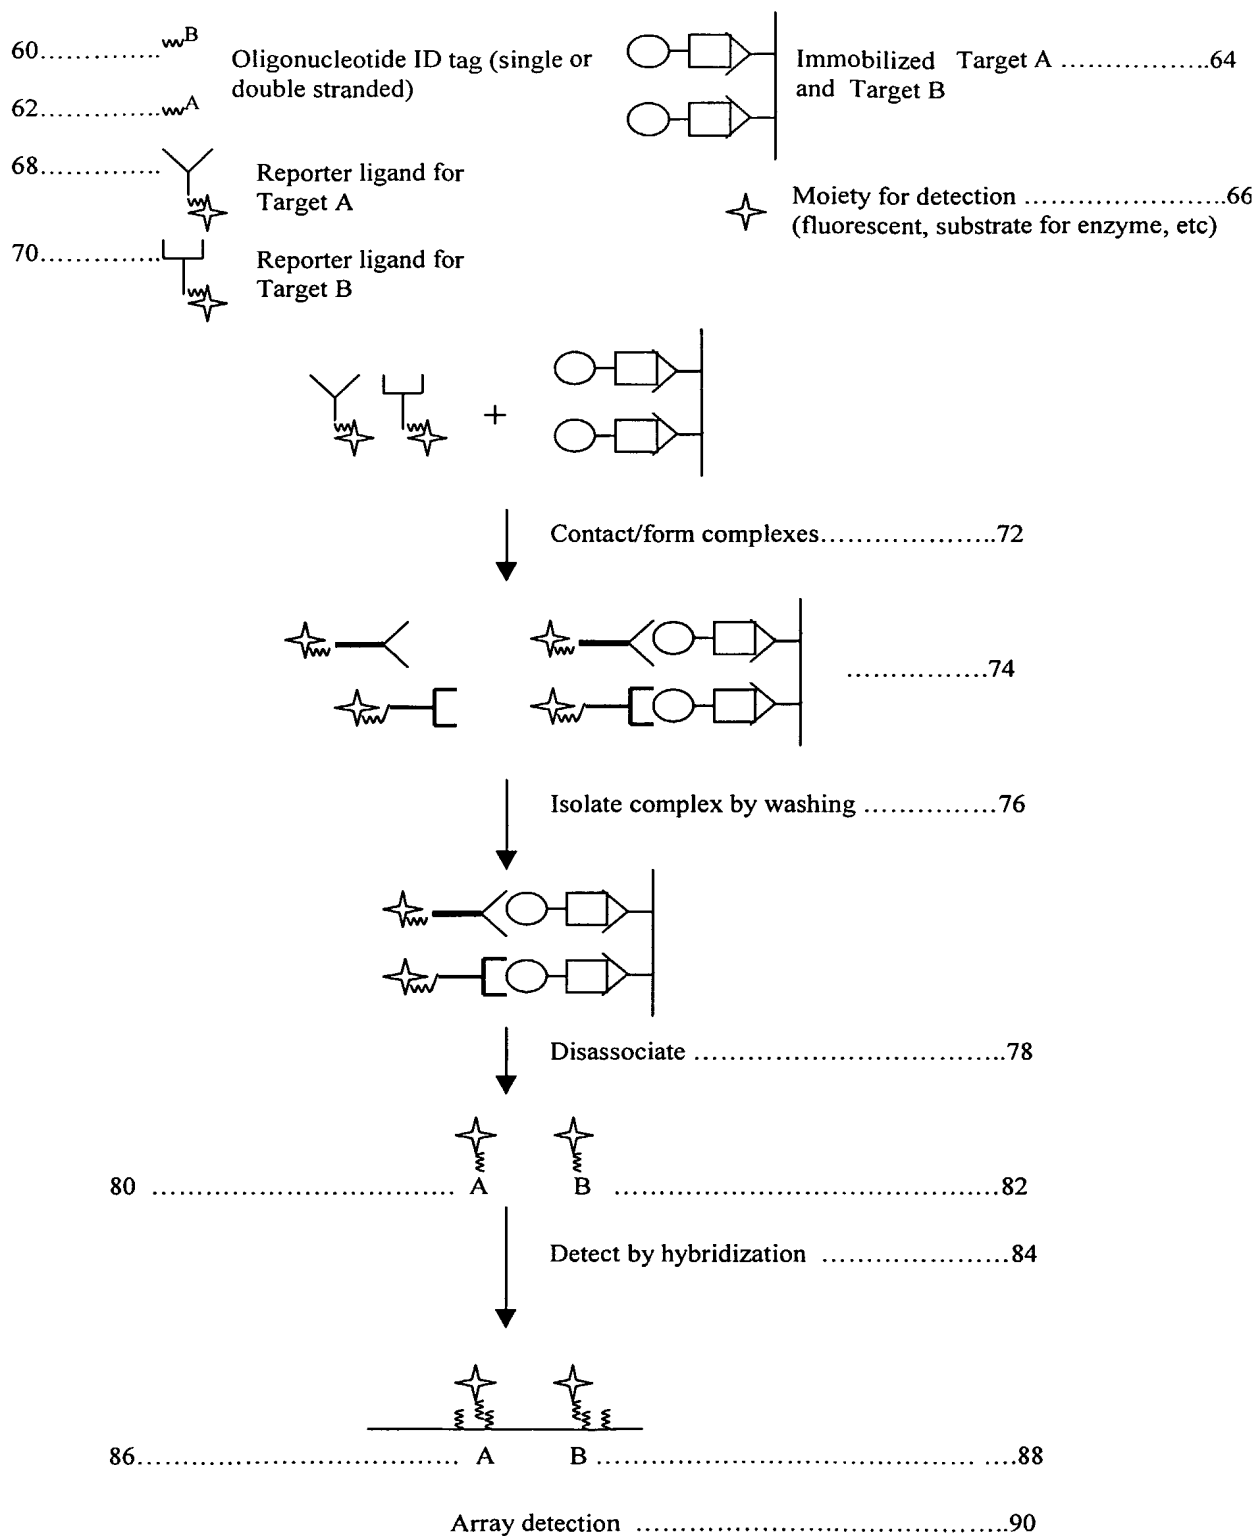 60..............B
Oligonucleotide ID tag (single or
double stranded)
62..............A
Immobilized Target A ................64
and Target B
68..............
Reporter ligand for
Target A
Moiety for detection ......................66
(fluorescent, substrate for enzyme, etc)
70..............
Reporter ligand for
Target B
+
Contact/form complexes....................72
................74
Isolate complex by washing ...............76
Disassociate ...................................78
80 .................................. A
B ...........................................82
Detect by hybridization .....................84
86.................................... A
B........................................... ....88
Array detection .........................................90